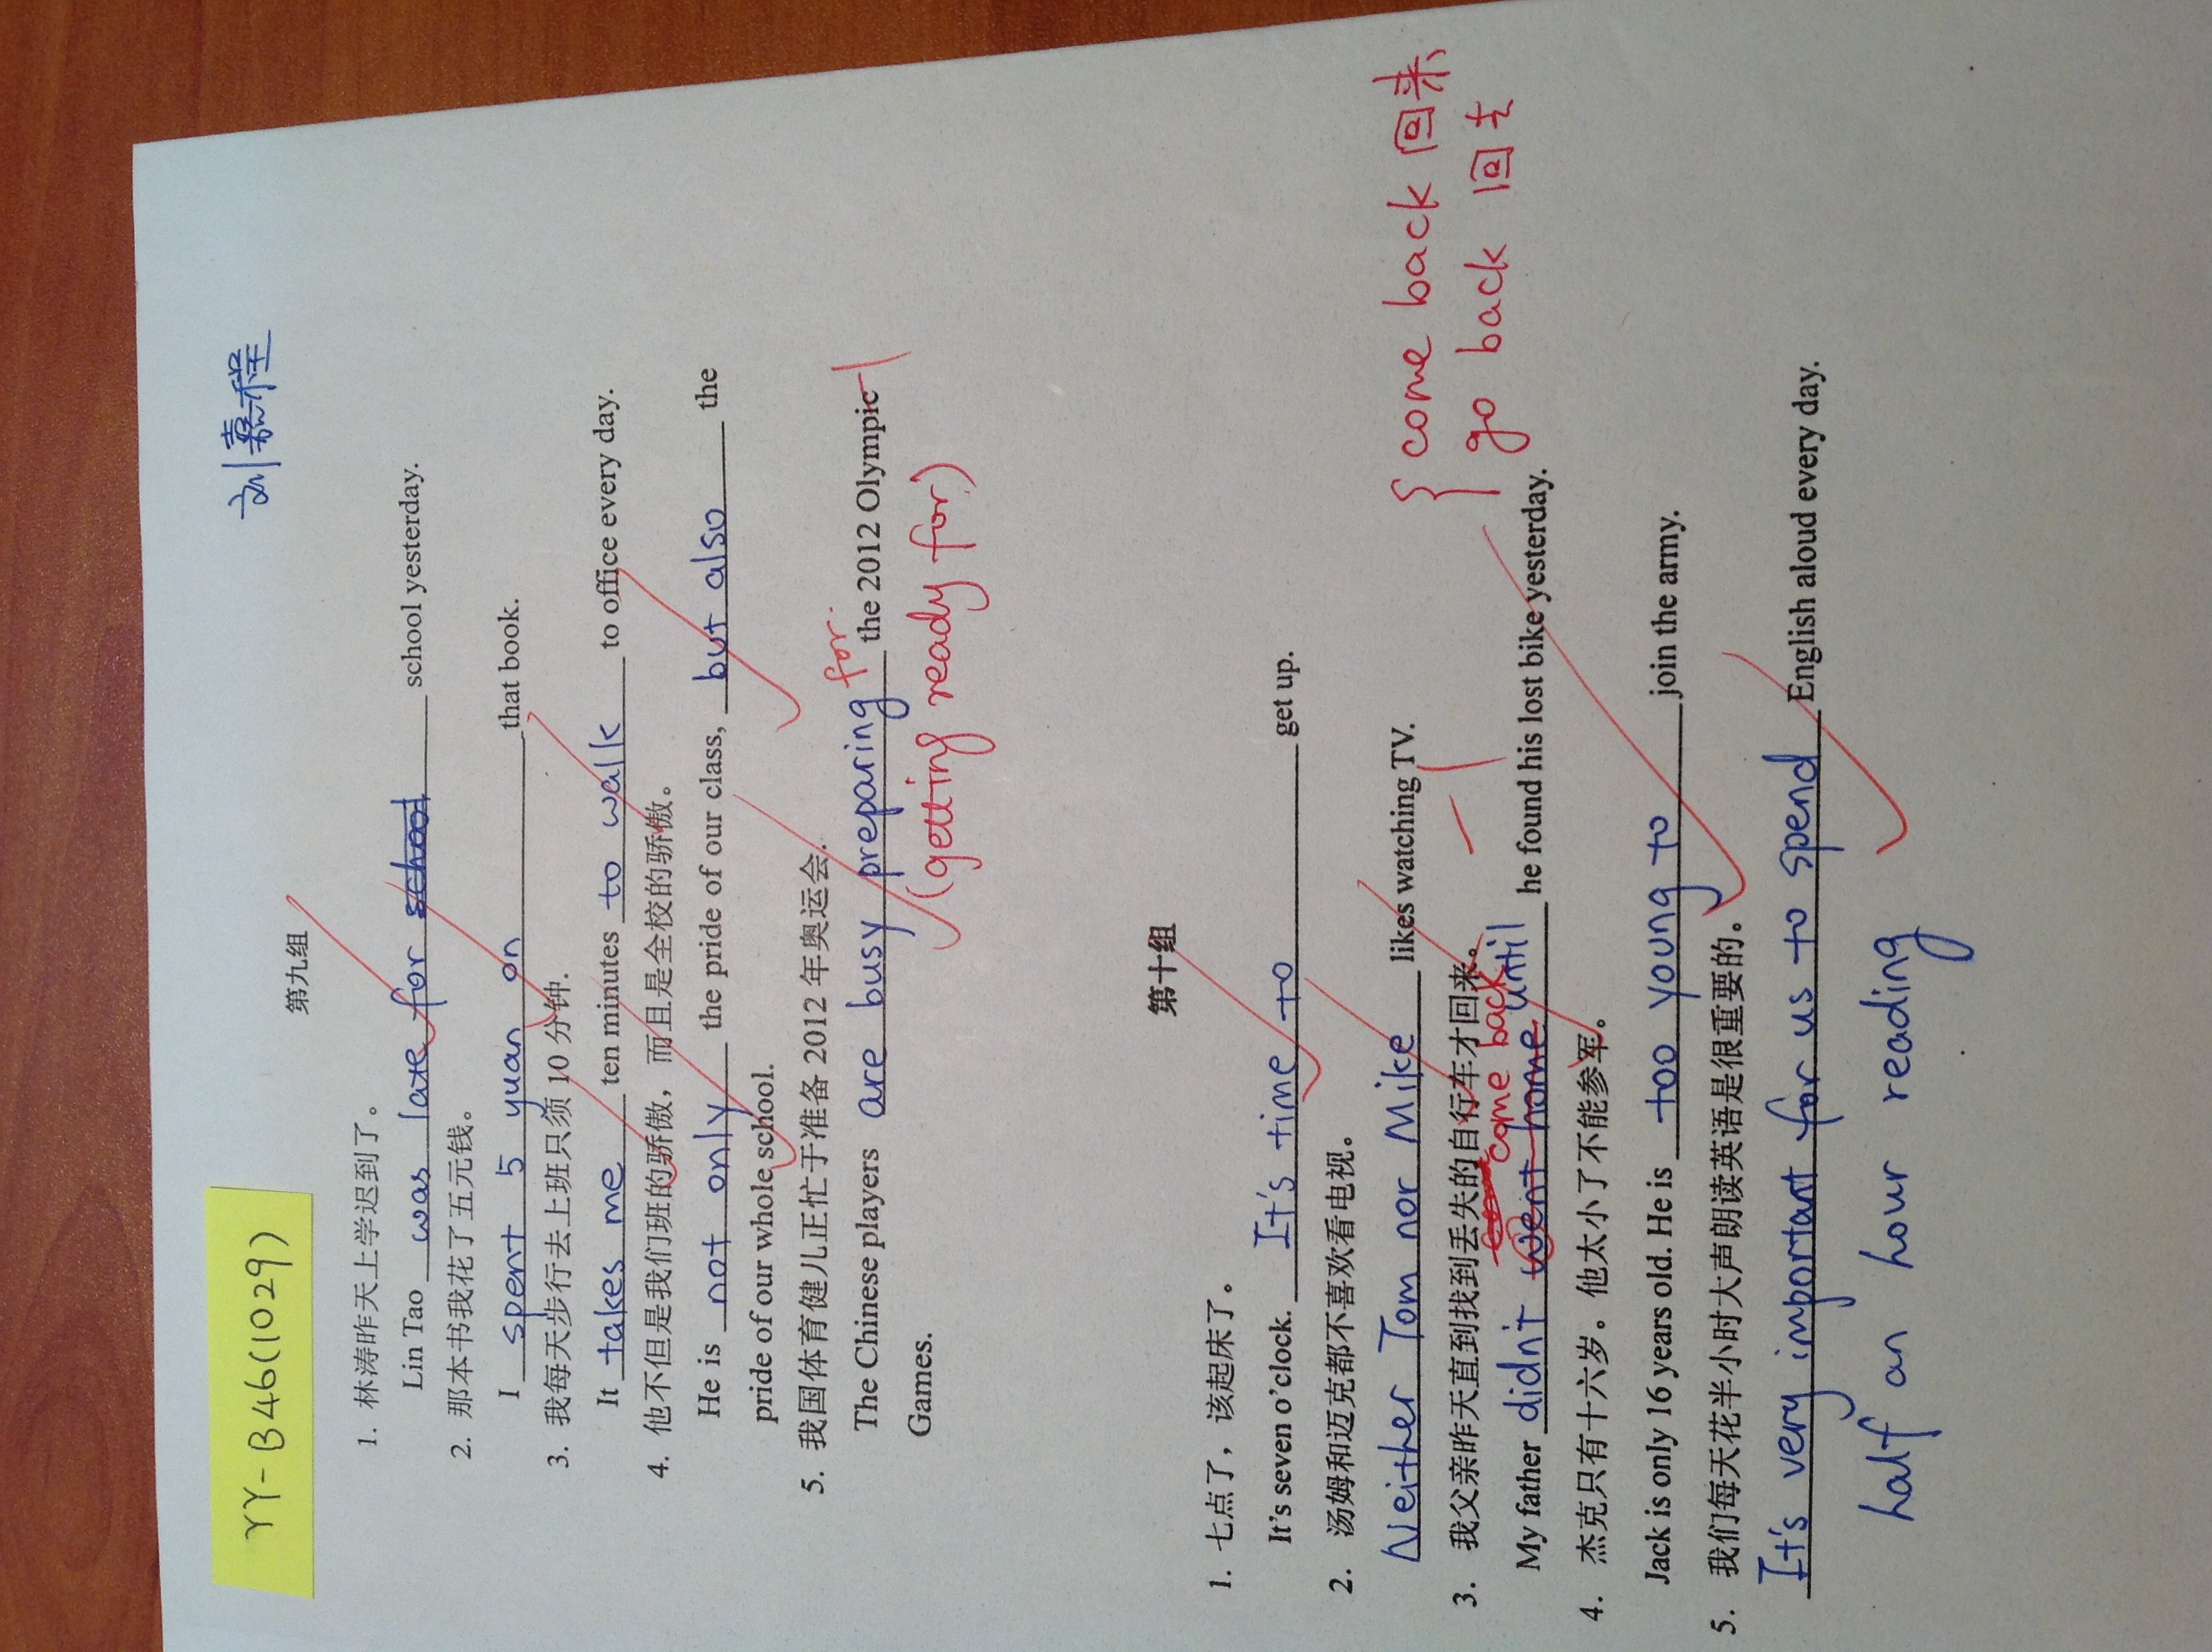 YY-B46(1029)
刘嘉程
第九组
1. 林涛昨天上学迟到了。
Lin Tao was late for school school yesterday.
2. 那本书我花了五元钱。
I spent 5 yuan on that book.
3. 我每天步行去上班只须 10 分钟.
It takes me ten minutes to walk to office every day.
4. 他不但是我们班的骄傲，而且是全校的骄傲。
He is not only the pride of our class, but also the
pride of our whole school.
5. 我国体育健儿正忙于准备 2012 年奥运会.
The Chinese players are busy preparing for. the 2012 Olympic -1
Games.
(getting ready for)
第十组
1. 七点了，该起床了。
It's seven o'clock. It's time to get up.
2. 汤姆和迈克都不喜欢看电视。
Neither Tom nor Mike likes watching TV.
{ come back 回来
go back 回去
3. 我父亲昨天直到找到丢失的自行车才回来。 -1
come come back
My father didn't went home until he found his lost bike yesterday.
4. 杰克只有十六岁。他太小了不能参军。
Jack is only 16 years old. He is too young to join the army.
5. 我们每天花半小时大声朗读英语是很重要的。
It's very important for us to spend English aloud every day.
half an hour reading